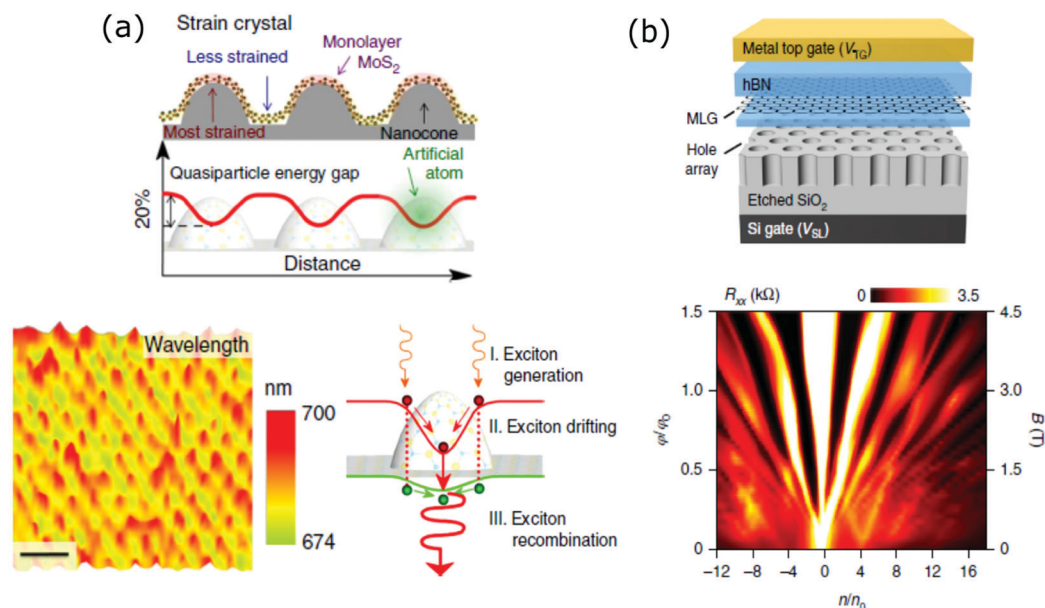 (a)
Strain crystal
Less strained
Monolayer
MoS₂
Most strained
Nanocone
Quasiparticle energy gap
Artificial
atom
20%
Distance
Wavelength
nm
700
674
I. Exciton
generation
II. Exciton drifting
III. Exciton
recombination
(b)
Metal top gate (V_TG)
hBN
MLG
Hole
array
Etched SiO₂
Si gate (V_SL)
R_xx (kΩ)
0
3.5
φ/φ₀
1.5
1.0
0.5
0
4.5
3.0
1.5
0
B (T)
−12 −8 −4 0 4 8 12 16
n/n₀